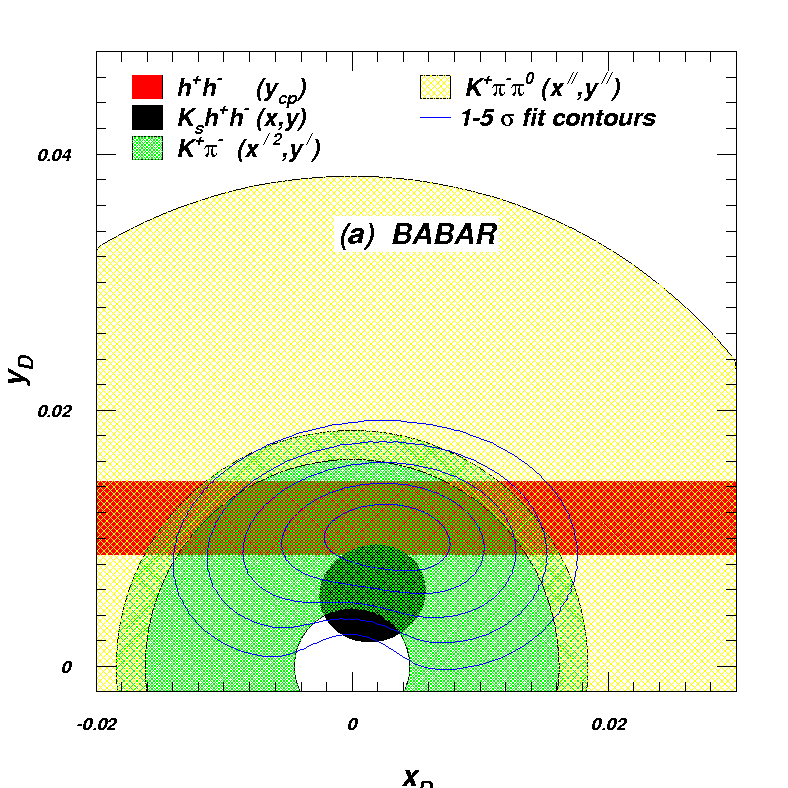 h⁺h⁻ (y_cp)
K_s h⁺h⁻ (x,y)
K⁺π⁻ (x′²,y′)
K⁺π⁻π⁰ (x″,y″)
1-5 σ fit contours
0.04
(a) BABAR
y_D
0.02
0
-0.02 0 0.02
x_D